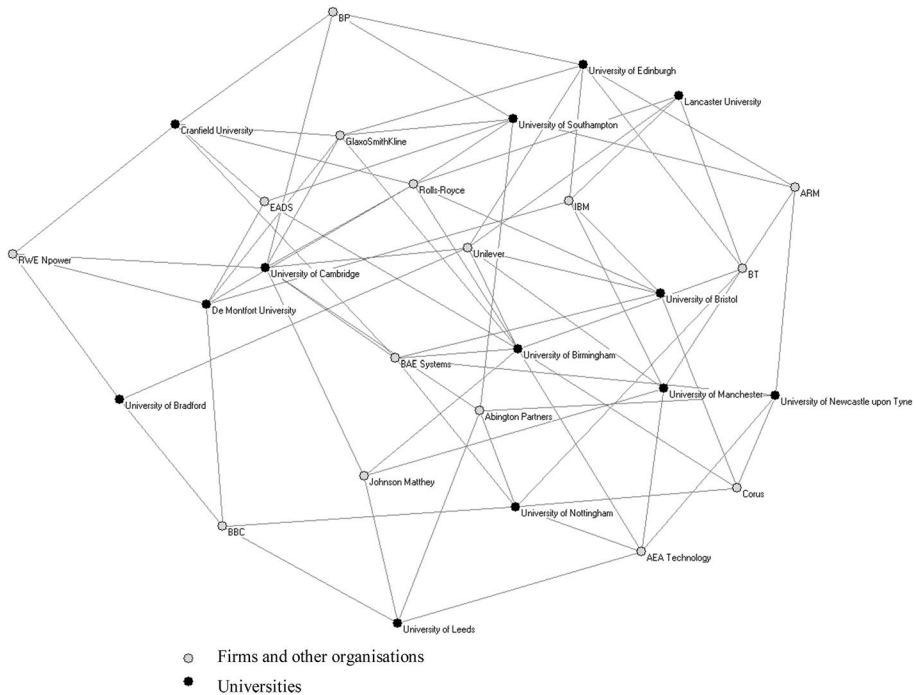 BP
University of Edinburgh
Lancaster University
University of Southampton
Cranfield University
GlaxoSmithKline
Rolls-Royce
ARM
EADS
IBM
Unilever
RWE Npower
University of Cambridge
BT
University of Bristol
De Montfort University
University of Birmingham
BAE Systems
University of Manchester
University of Newcastle upon Tyne
University of Bradford
Abington Partners
Johnson Matthey
Corus
University of Nottingham
BBC
AEA Technology
University of Leeds
Firms and other organisations
Universities